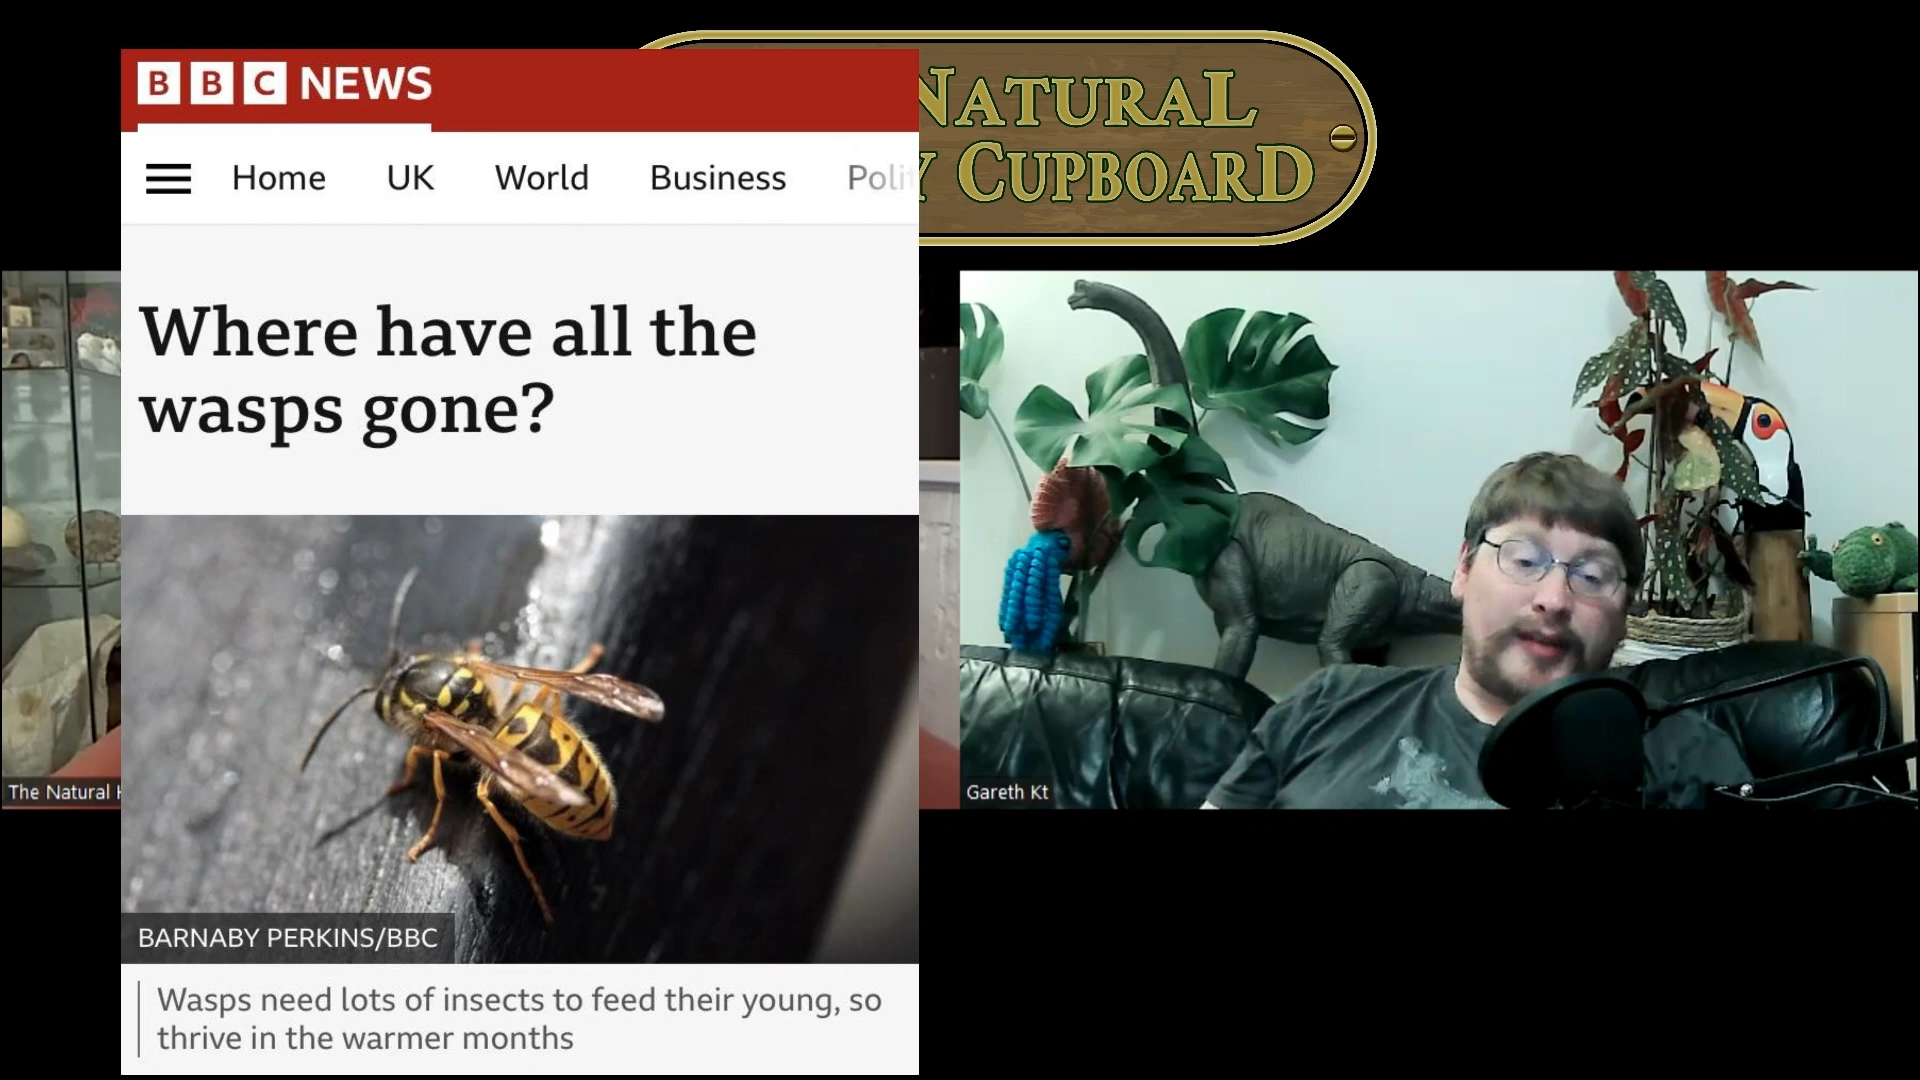 BBC NEWS
NATURAL
Y CUPBOARD
Home UK World Business Polit
Where have all the
wasps gone?
BARNABY PERKINS/BBC
Wasps need lots of insects to feed their young, so
thrive in the warmer months
The Natural
Gareth Kt